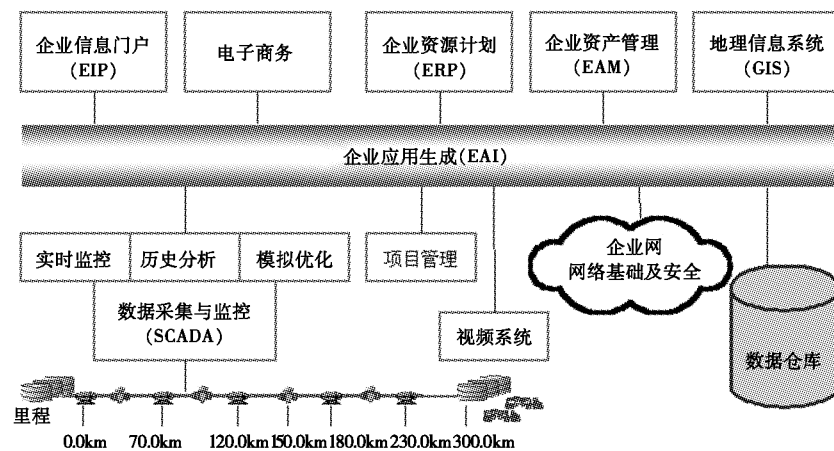 企业信息门户
(EIP)
电子商务
企业资源计划
(ERP)
企业资产管理
(EAM)
地理信息系统
(GIS)
企业应用生成(EAI)
实时监控
历史分析
模拟优化
项目管理
企业网
网络基础及安全
数据采集与监控
(SCADA)
视频系统
数据仓库
里程
0.0km 70.0km 120.0km 150.0km 180.0km 230.0km 300.0km